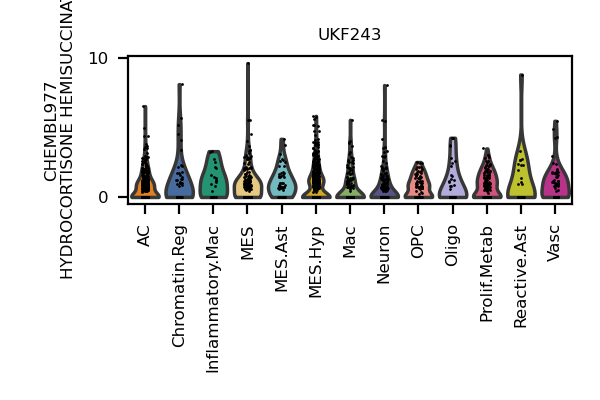 UKF243
CHEMBL977
HYDROCORTISONE
10
0
AC
Chromatin.Reg
Inflammatory.Mac
MES
MES.Ast
MES.Hyp
Mac
Neuron
OPC
Oligo
Prolif.Metab
Reactive.Ast
Vasc